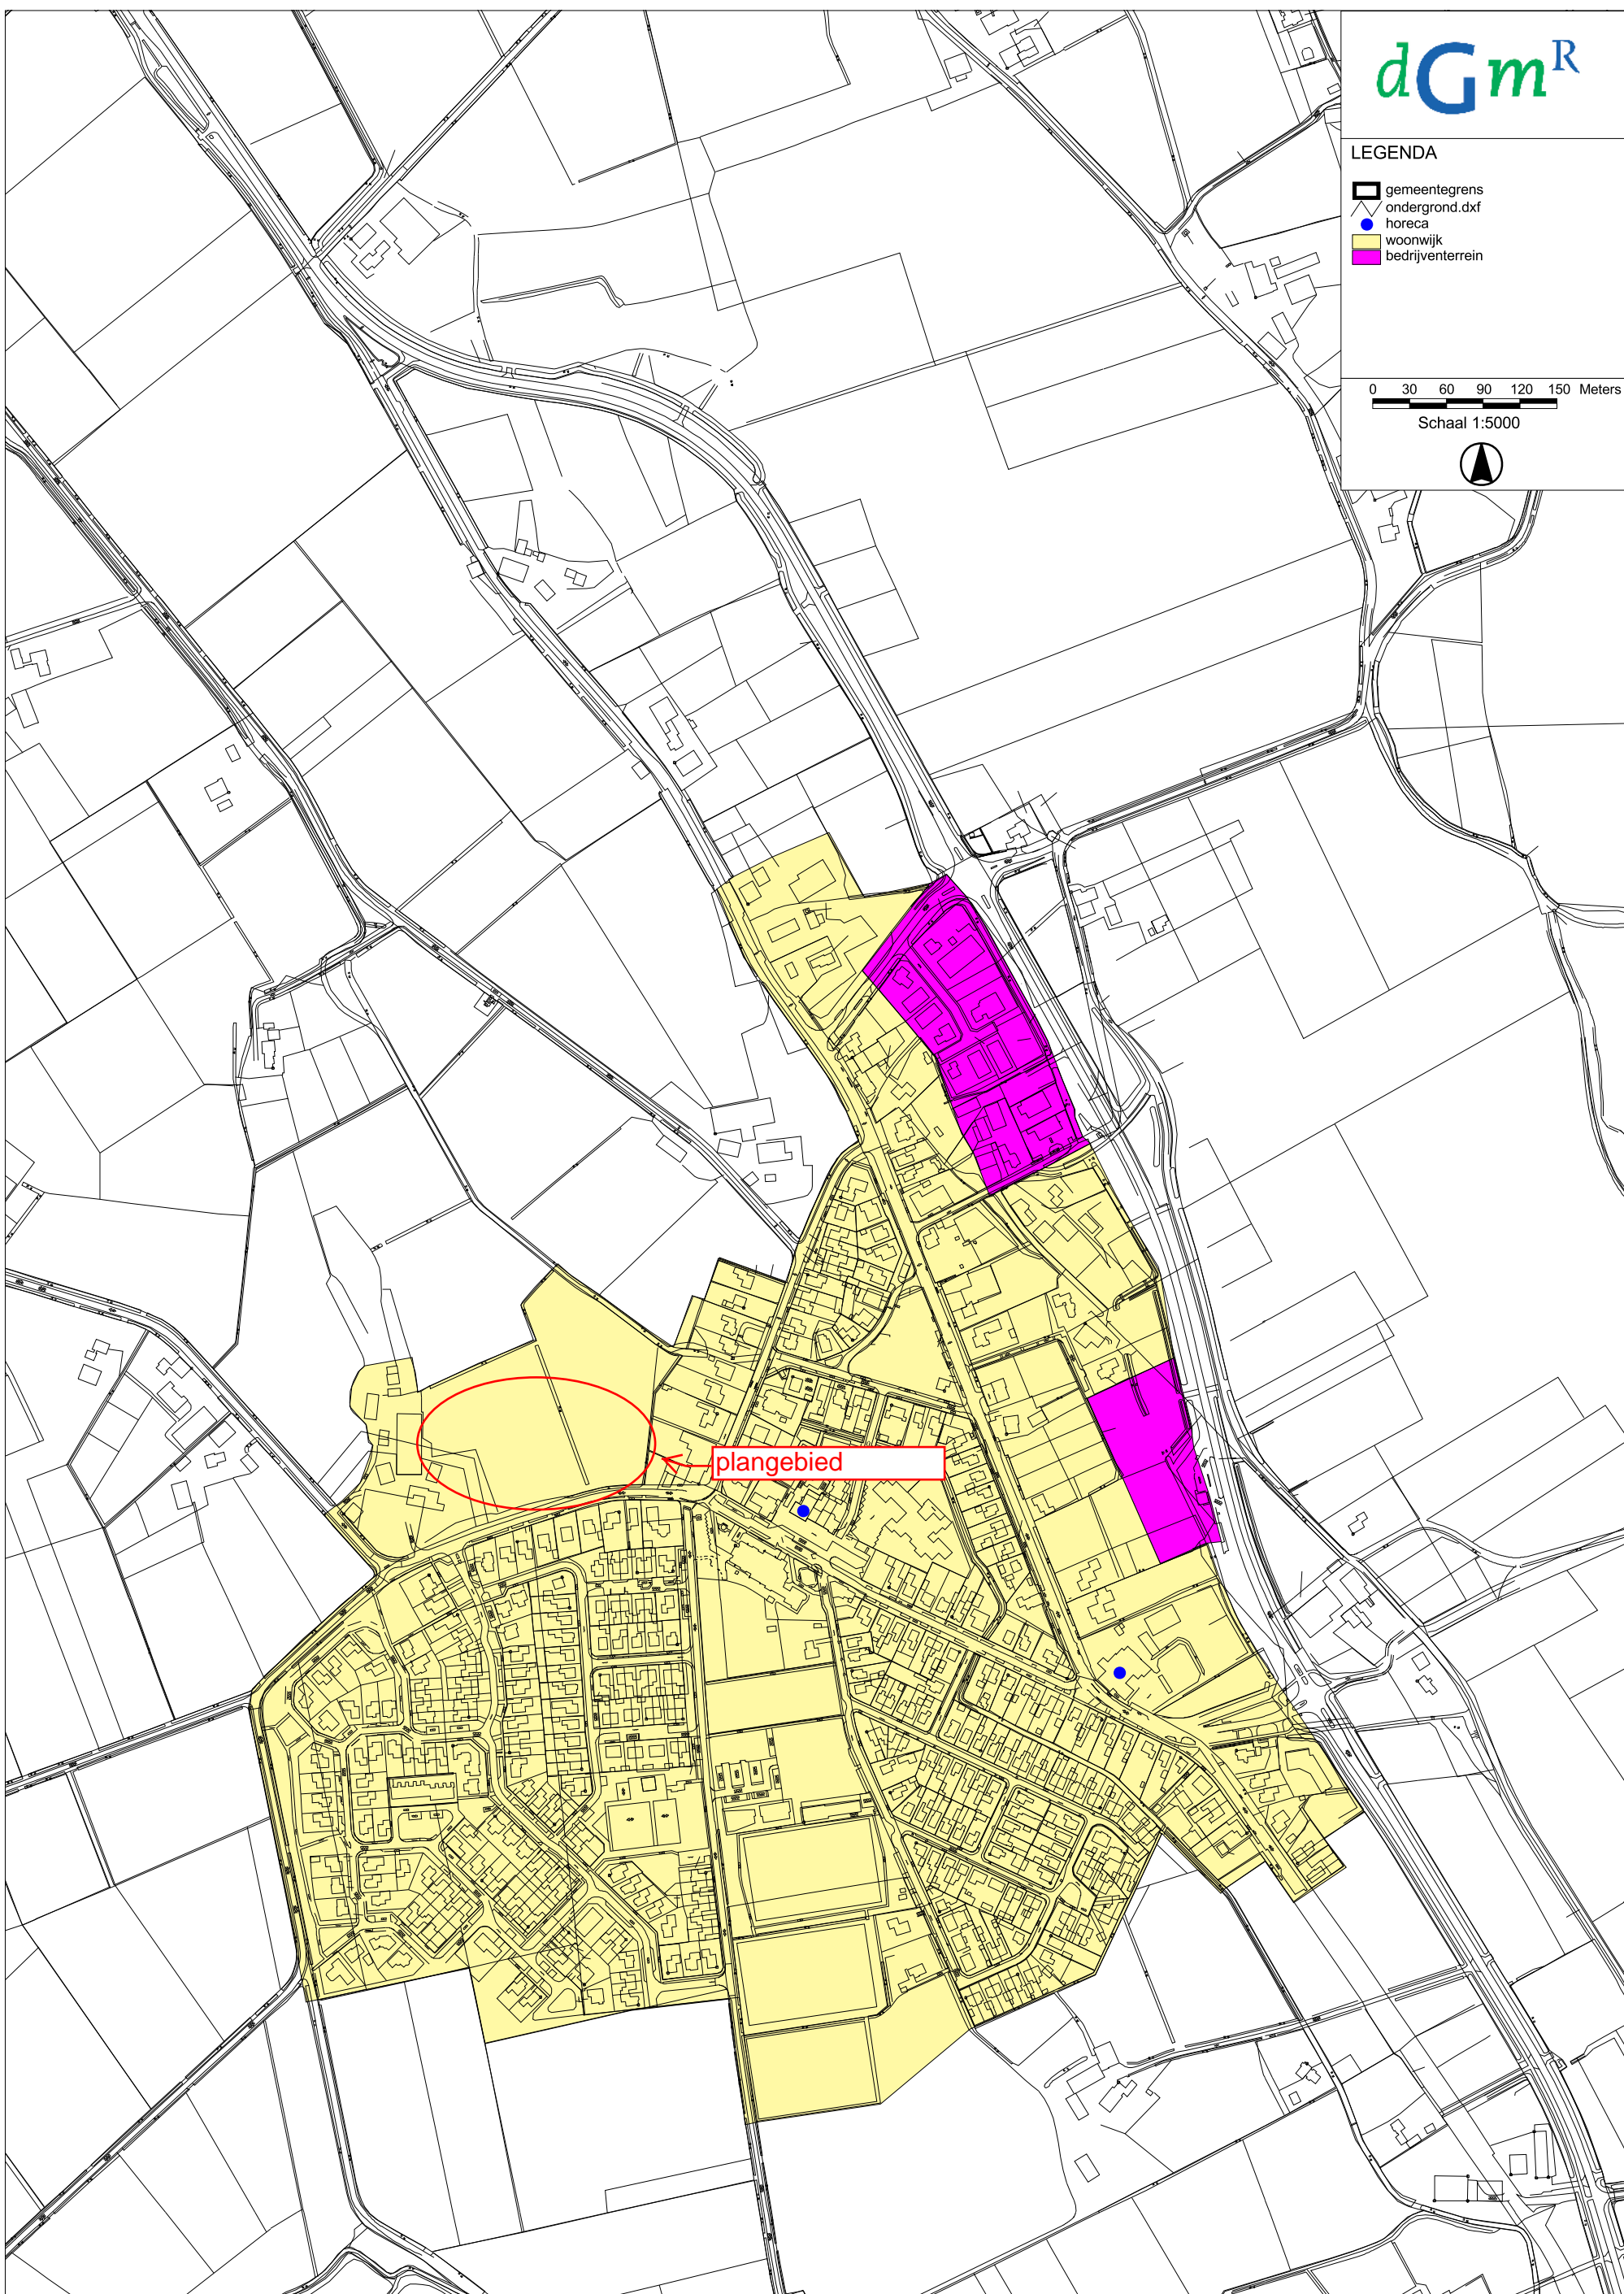 dGmR
LEGENDA
gemeentegrens
ondergrond.dxf
horeca
woonwijk
bedrijventerrein
0 30 60 90 120 150 Meters
Schaal 1:5000
plangebied